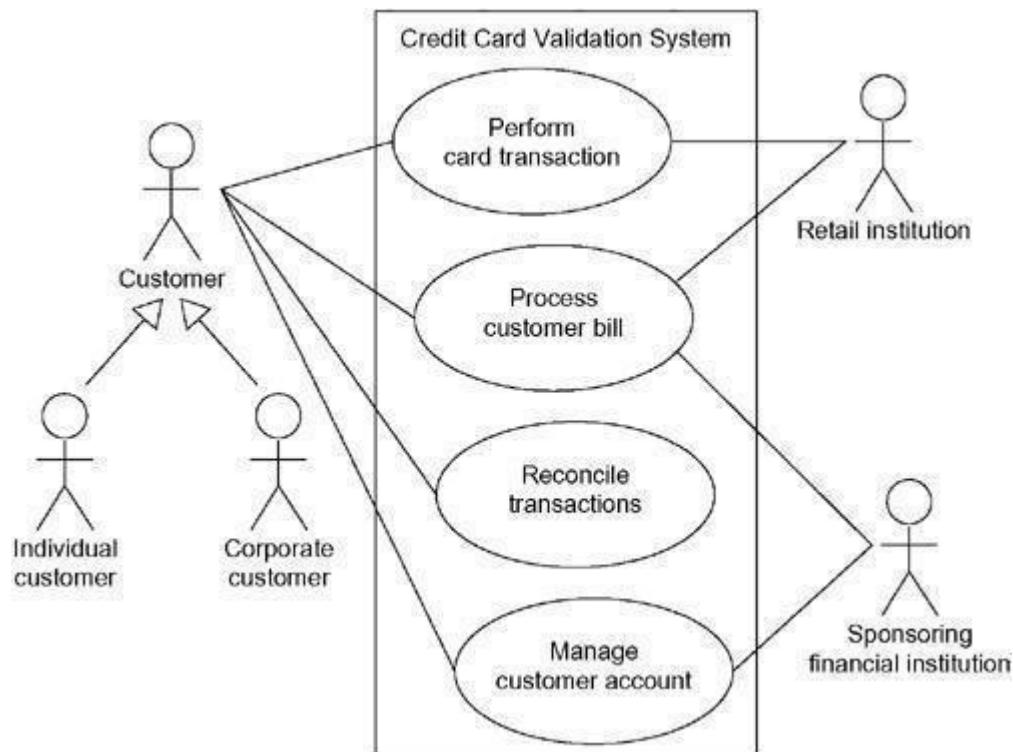 Credit Card Validation System
Perform
card transaction
Retail institution
Customer
Process
customer bill
Reconcile
transactions
Individual
customer
Corporate
customer
Manage
customer account
Sponsoring
financial institution